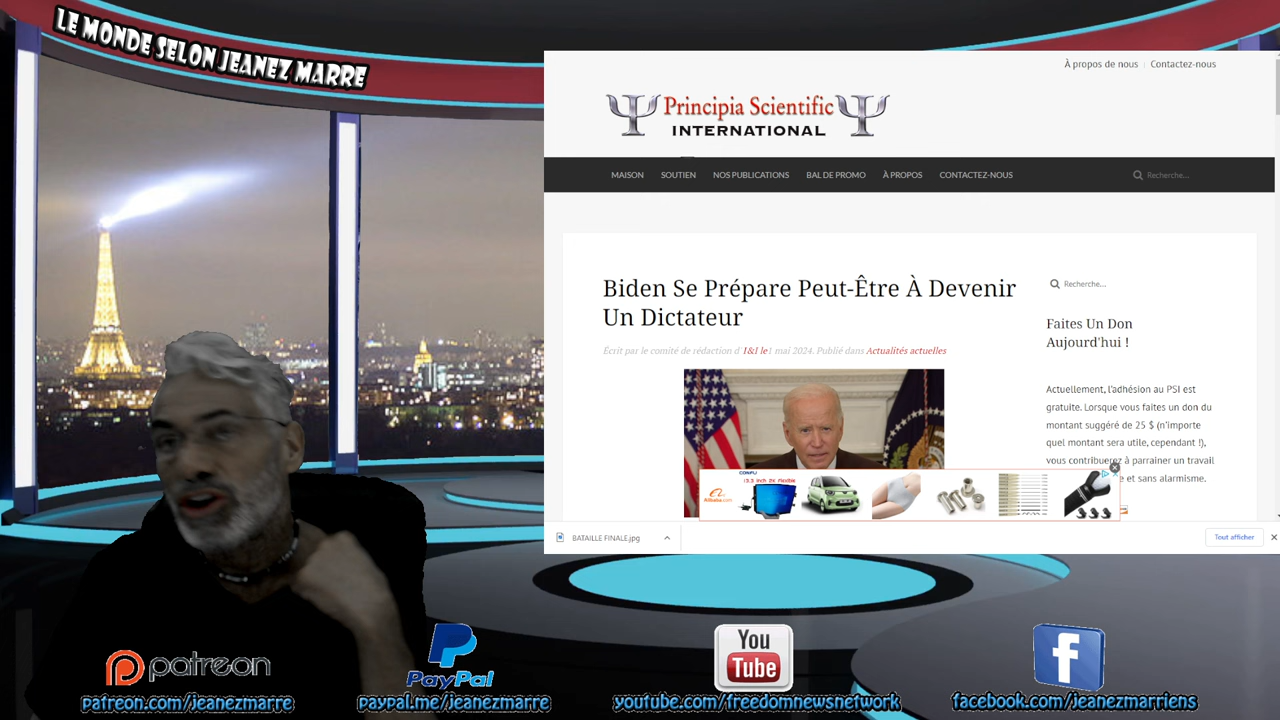 LE MONDE SELON JEANEZ MARRE
À propos de nous
Contactez-nous
Principia Scientific
INTERNATIONAL
MAISON
SOUTIEN
NOS PUBLICATIONS
BAL DE PROMO
À PROPOS
CONTACTEZ-NOUS
Recherche...
Biden Se Prépare Peut-Être À Devenir
Un Dictateur
Écrit par le comité de rédaction d' I&I le 1 mai 2024. Publié dans Actualités actuelles
Recherche...
Faites Un Don
Aujourd'hui !
Actuellement, l'adhésion au PSI est
gratuite. Lorsque vous faites un don du
montant suggéré de 25 $ (n'importe
quel montant sera utile, cependant !),
vous contribuerez à parrainer un travail
et sans alarmisme.
Alibaba.com
BATAILLE FINALE.jpg
Tout afficher
patreon
patreon.com/jeanezmarre
PayPal
paypal.me/jeanezmarre
You
Tube
youtube.com/freedomnewsnetwork
facebook.com/jeanezmarriens